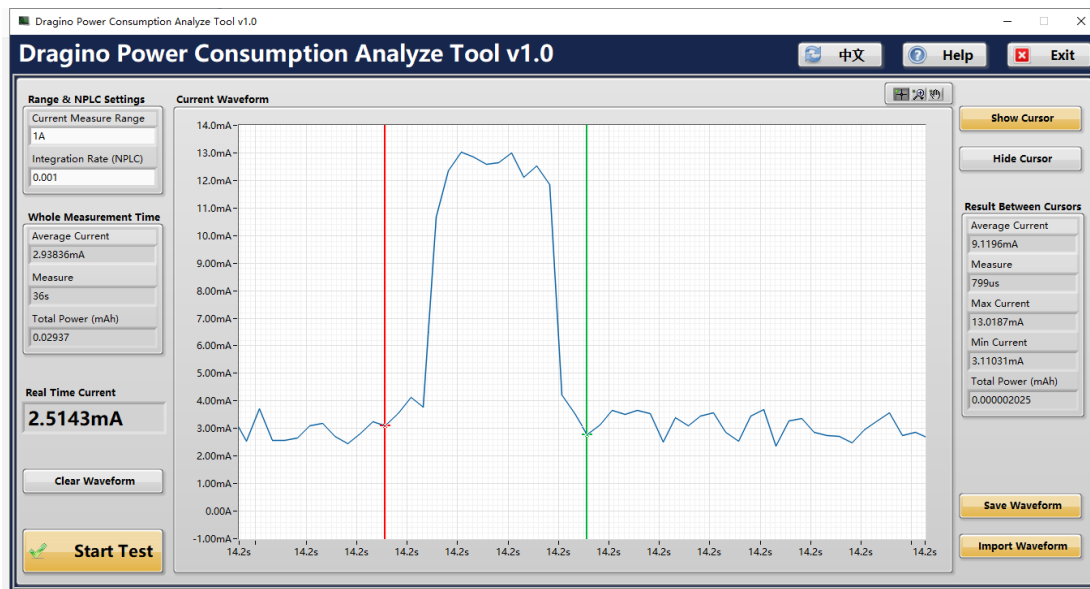 Dragino Power Consumption Analyze Tool v1.0
Dragino Power Consumption Analyze Tool v1.0
中文
Help
Exit
Range & NPLC Settings
Current Measure Range
1A
Integration Rate (NPLC)
0.001
Whole Measurement Time
Average Current
2.93836mA
Measure
36s
Total Power (mAh)
0.02937
Real Time Current
2.5143mA
Clear Waveform
Start Test
Current Waveform
14.0mA
13.0mA
12.0mA
11.0mA
10.0mA
9.00mA
8.00mA
7.00mA
6.00mA
5.00mA
4.00mA
3.00mA
2.00mA
1.00mA
0.00A
-1.00mA
14.2s 14.2s 14.2s 14.2s 14.2s 14.2s 14.2s 14.2s 14.2s 14.2s 14.2s 14.2s 14.2s 14.2s
Show Cursor
Hide Cursor
Result Between Cursors
Average Current
9.1196mA
Measure
799us
Max Current
13.0187mA
Min Current
3.11031mA
Total Power (mAh)
0.000002025
Save Waveform
Import Waveform